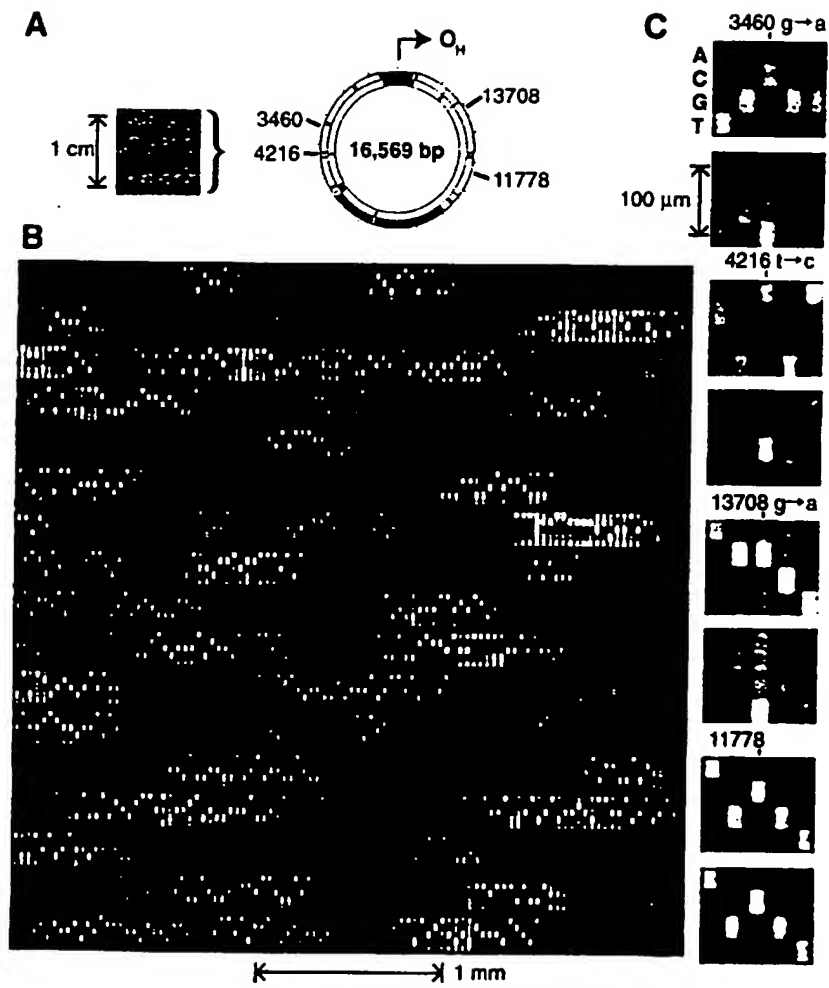 A
O_H
13708
3460
1 cm
4216
16,569 bp
11778
B
1 mm
C
3460 g→a
A
C
G
T
100 µm
4216 t→c
13708 g→a
11778